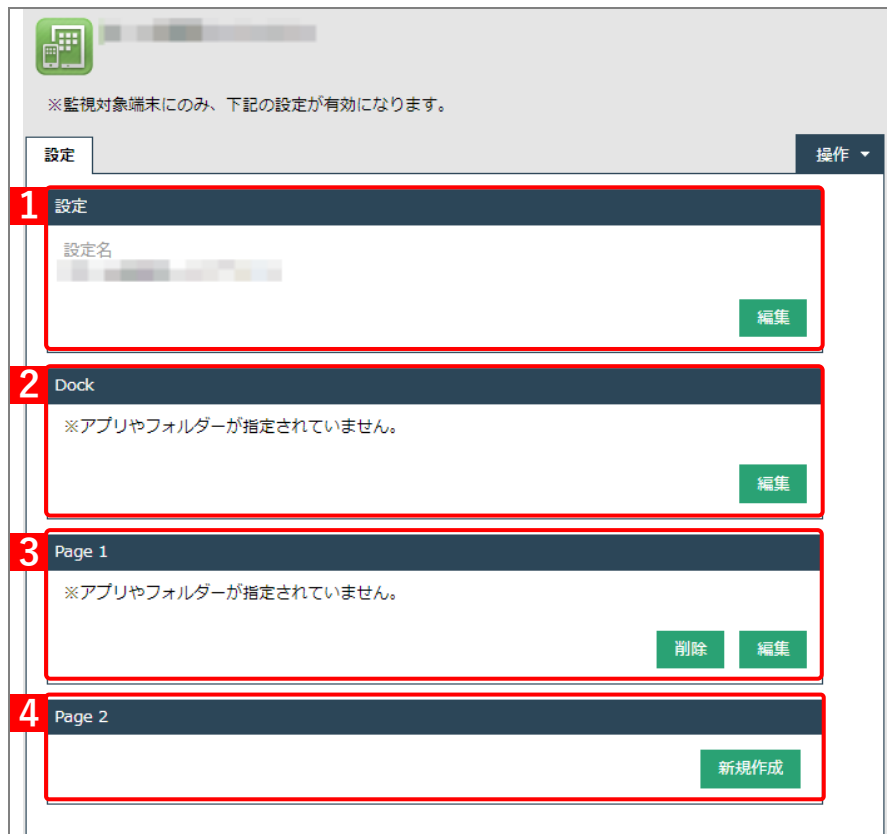 ※監視対象端末にのみ、下記の設定が有効になります。
設定
操作
1
設定
設定名
編集
2
Dock
※アプリやフォルダーが指定されていません。
編集
3
Page 1
※アプリやフォルダーが指定されていません。
削除 編集
4
Page 2
新規作成